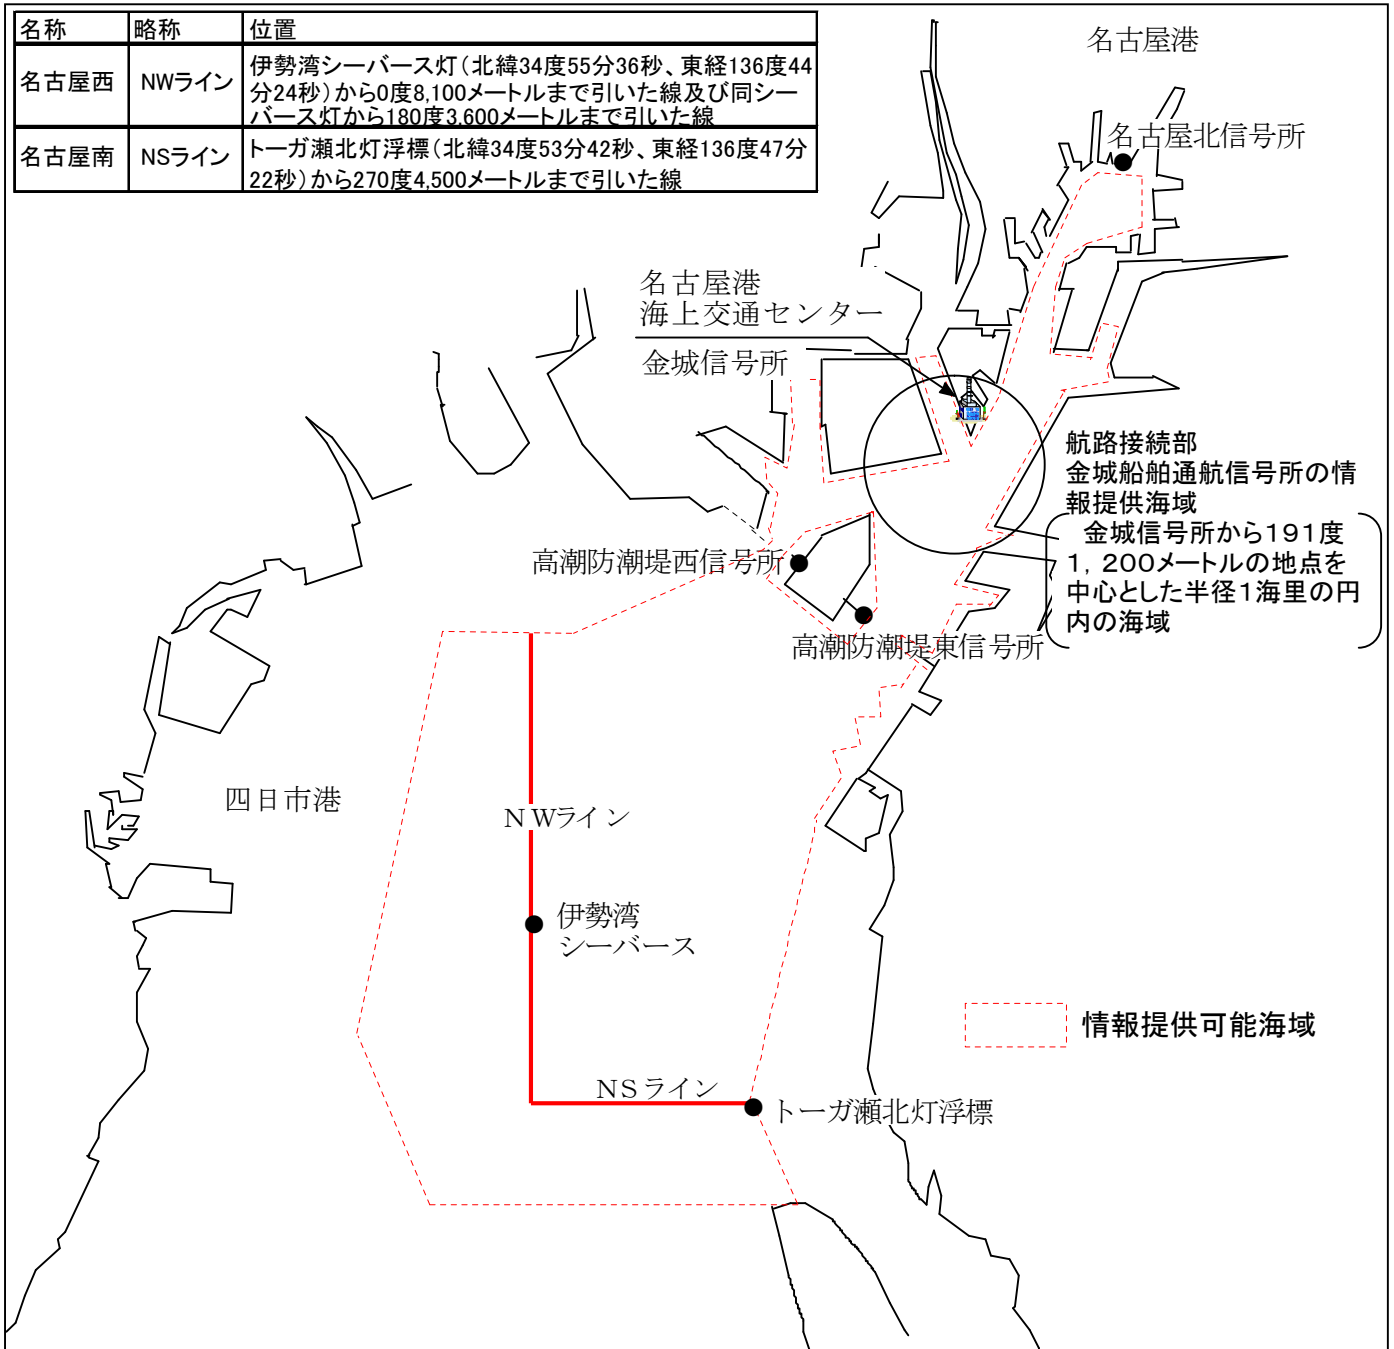 名称 略称 位置
名古屋西 NWライン 伊勢湾シーバース灯（北緯34度55分36秒、東経136度44
分24秒）から0度8,100メートルまで引いた線及び同シー
バース灯から180度3,600メートルまで引いた線
名古屋南 NSライン トーガ瀬北灯浮標（北緯34度53分42秒、東経136度47分
22秒）から270度4,500メートルまで引いた線
名古屋港
名古屋北信号所
名古屋港
海上交通センター
金城信号所
航路接続部
金城船舶通航信号所の情
報提供海域
金城信号所から191度
1，200メートルの地点を
中心とした半径1海里の円
内の海域
高潮防潮堤西信号所
高潮防潮堤東信号所
四日市港
NWライン
伊勢湾
シーバース
情報提供可能海域
NSライン
トーガ瀬北灯浮標